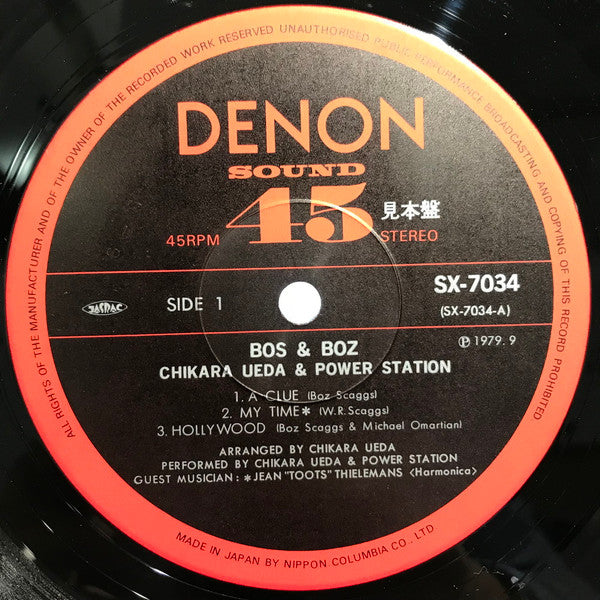 ALL RIGHTS OF THE MANUFACTURER AND OF THE OWNER OF THE RECORDED WORK RESERVED UNAUTHORISED PUBLIC PERFORMANCE BROADCASTING AND COPYING OF THIS RECORD PROHIBITED
DENON
SOUND
45
見本盤
45RPM
STEREO
JASRAC
SIDE 1
SX-7034
(SX-7034-A)
BOS & BOZ
Ⓟ 1979. 9
CHIKARA UEDA & POWER STATION
1. A CLUE (Boz Scaggs)
2. MY TIME* (W.R.Scaggs)
3. HOLLYWOOD (Boz Scaggs & Michael Omartian)
ARRANGED BY CHIKARA UEDA
PERFORMED BY CHIKARA UEDA & POWER STATION
GUEST MUSICIAN : *JEAN "TOOTS" THIELEMANS <Harmonica>
MADE IN JAPAN BY NIPPON COLUMBIA CO., LTD